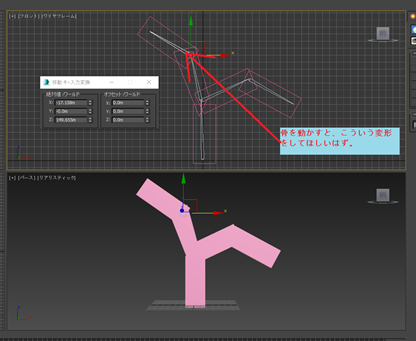 [+] [フロント] [ワイヤフレーム]
移動 キー入力変換
絶対値:ワールド
オフセット:ワールド
X: -17.158m
X: 0.0m
Y: -0.0m
Y: 0.0m
Z: 149.653m
Z: 0.0m
骨を動かすと、こういう変形
をしてほしいはず。
[+] [パース] [リアリスティック]